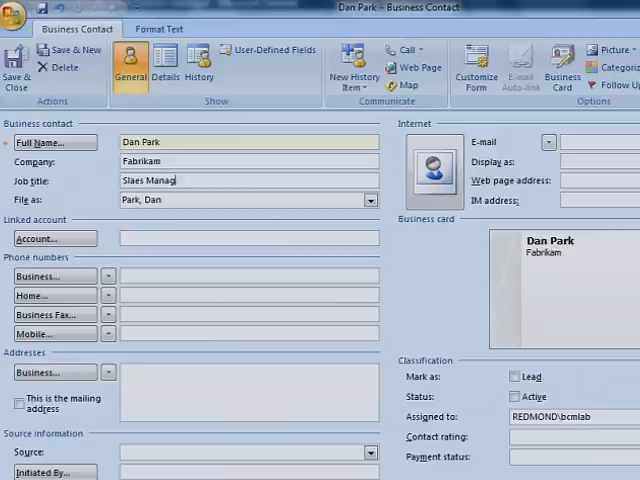 Dan Park - Business Contact
Business Contact Format Text
Save & Close
Save & New
Delete
Actions
General
Details
History
Show
User-Defined Fields
New History Item
Call
Web Page
Map
Communicate
Customize Form
E-mail Auto-link
Business Card
Picture
Categoriz
Follow Up
Options
Business contact
Full Name... Dan Park
Company: Fabrikam
Job title: Slaes Manag
File as: Park, Dan
Linked account
Account...
Phone numbers
Business...
Home...
Business Fax...
Mobile...
Addresses
Business...
This is the mailing
address
Source information
Source:
Initiated By...
Internet
E-mail
Display as:
Web page address:
IM address:
Business card
Dan Park
Fabrikam
Classification
Mark as: Lead
Status: Active
Assigned to: REDMOND\bcmlab
Contact rating:
Payment status: